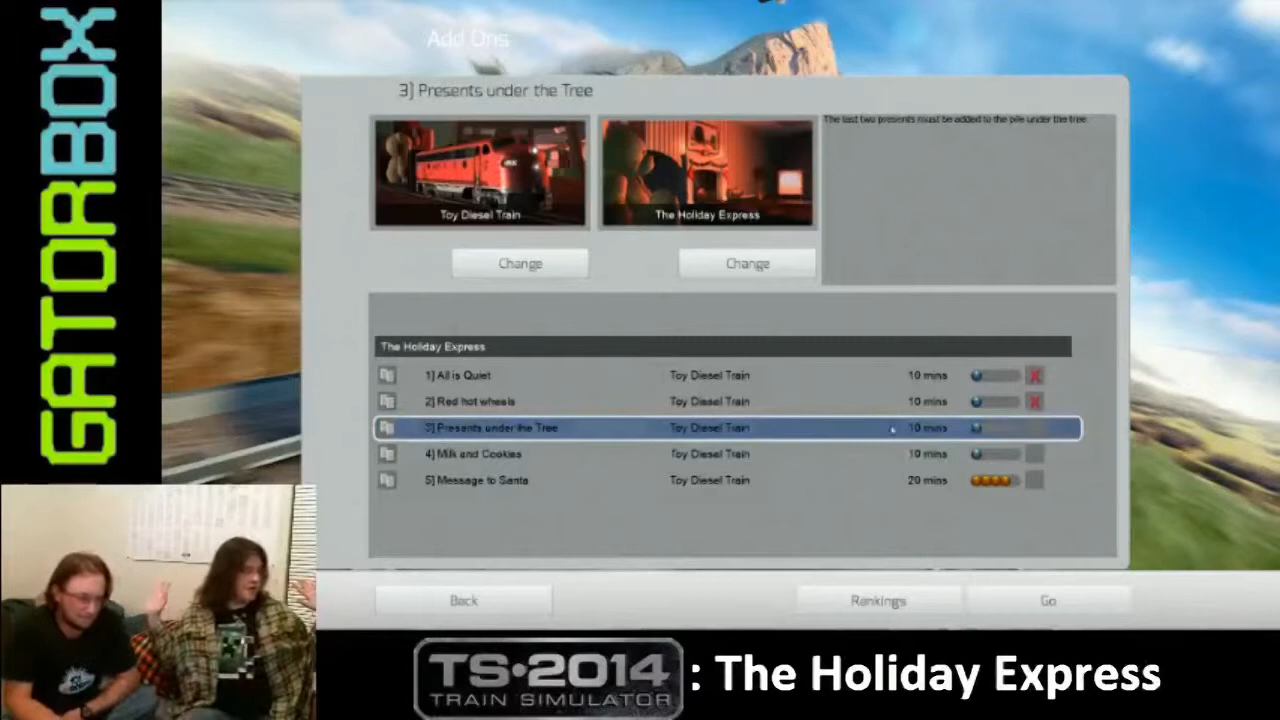 GATORBOX
Add Ons
3] Presents under the Tree
Toy Diesel Train
The Holiday Express
The last two presents must be added to the pile under the tree.
Change
Change
The Holiday Express
1] All is Quiet Toy Diesel Train 10 mins
2] Red hot wheels Toy Diesel Train 10 mins
3] Presents under the Tree Toy Diesel Train 10 mins
4] Milk and Cookies Toy Diesel Train 10 mins
5] Message to Santa Toy Diesel Train 20 mins
Back
Rankings
Go
TS•2014
TRAIN SIMULATOR
: The Holiday Express